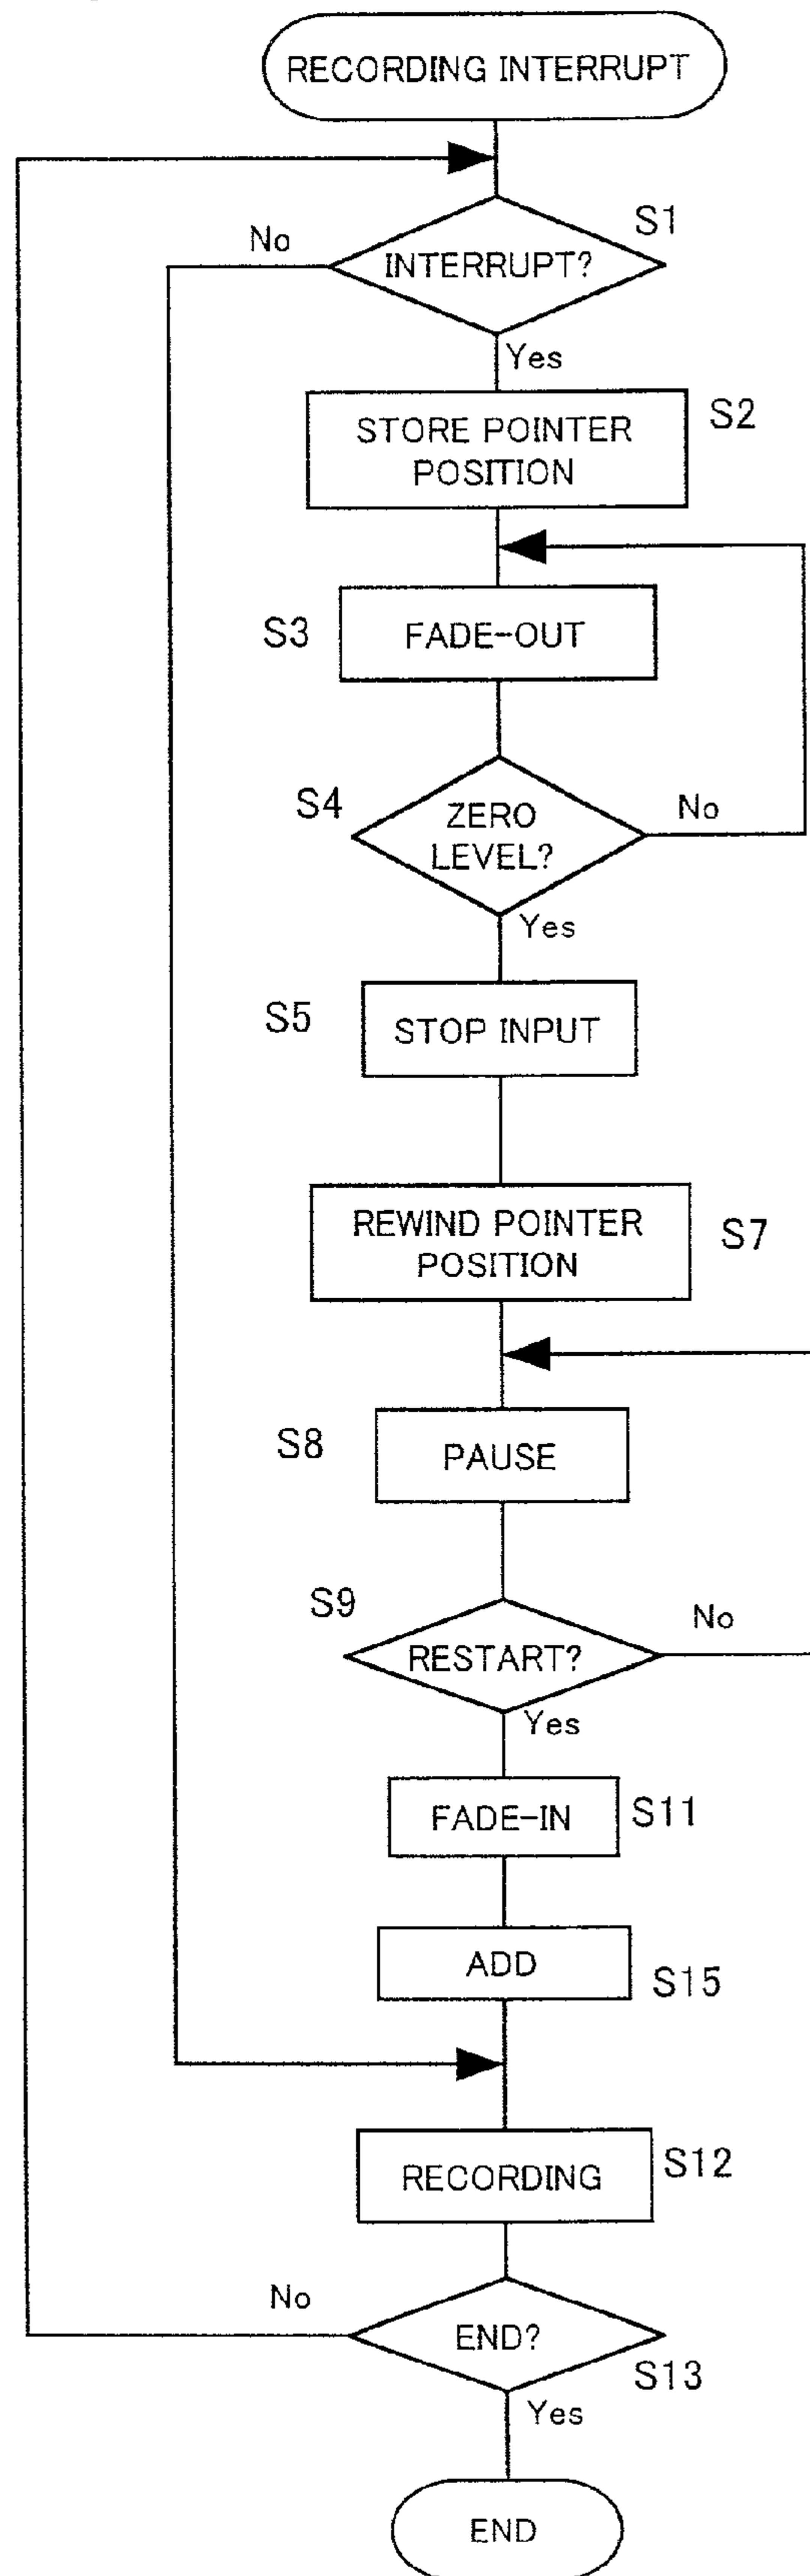 RECORDING INTERRUPT
S1
No
INTERRUPT?
Yes
S2
STORE POINTER
POSITION
S3
FADE-OUT
S4
ZERO
LEVEL?
No
Yes
S5
STOP INPUT
REWIND POINTER
POSITION
S7
S8
PAUSE
S9
No
RESTART?
Yes
FADE-IN
S11
ADD
S15
RECORDING
S12
No
END?
S13
Yes
END